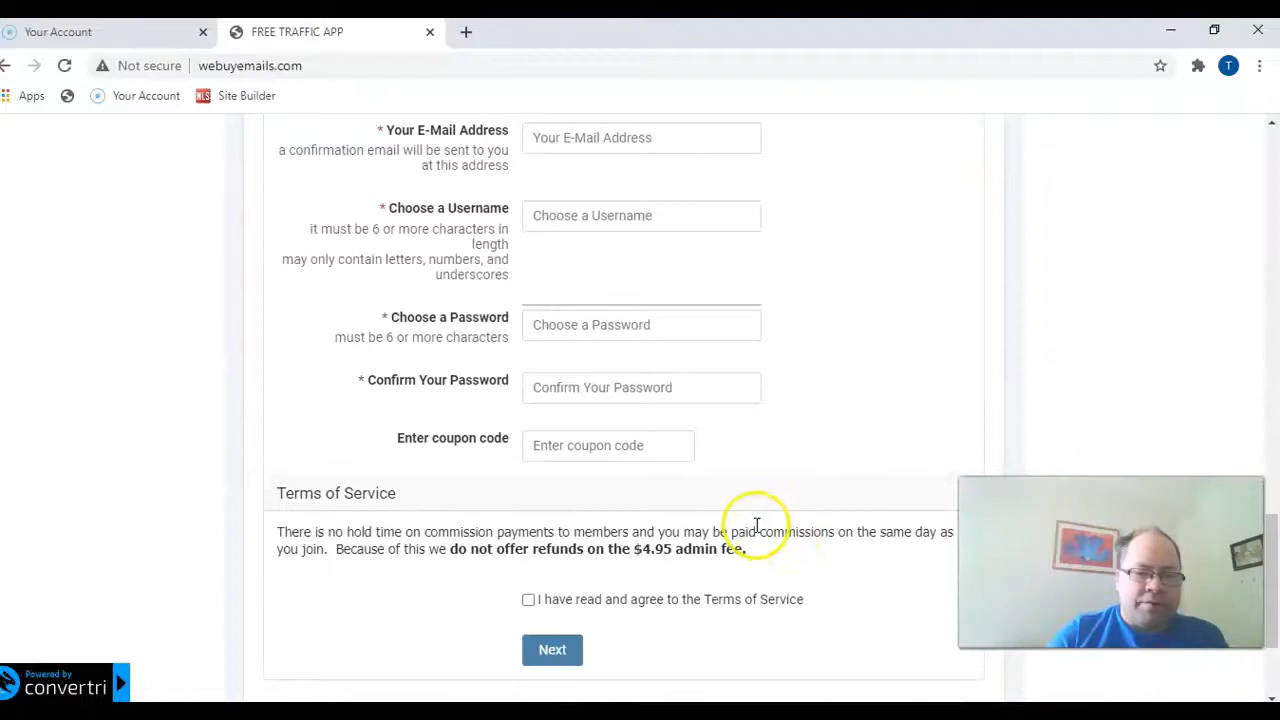 Your Account
FREE TRAFFIC APP
Not secure
webuyemails.com
T
Apps
Your Account
Site Builder
* Your E-Mail Address
Your E-Mail Address
a confirmation email will be sent to you
at this address
* Choose a Username
Choose a Username
it must be 6 or more characters in
length
may only contain letters, numbers, and
underscores
* Choose a Password
Choose a Password
must be 6 or more characters
* Confirm Your Password
Confirm Your Password
Enter coupon code
Enter coupon code
Terms of Service
There is no hold time on commission payments to members and you may be paid commissions on the same day as
you join. Because of this we do not offer refunds on the $4.95 admin fee.
I have read and agree to the Terms of Service
Next
Powered by
convertri